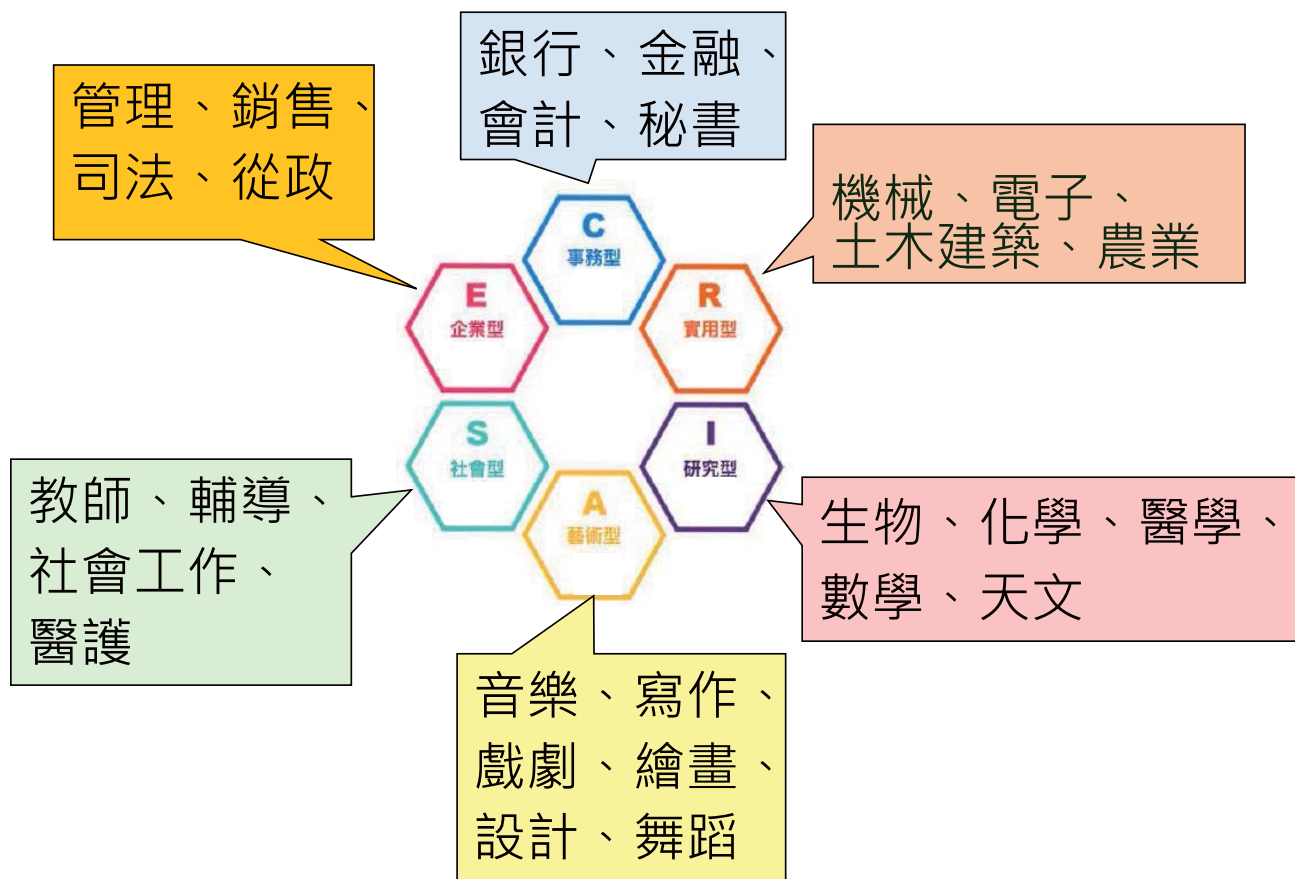 銀行、金融、
會計、秘書
管理、銷售、
司法、從政
機械、電子、
土木建築、農業
C
事務型
E
企業型
R
實用型
S
社會型
I
研究型
A
藝術型
教師、輔導、
社會工作、
醫護
生物、化學、醫學、
數學、天文
音樂、寫作、
戲劇、繪畫、
設計、舞蹈